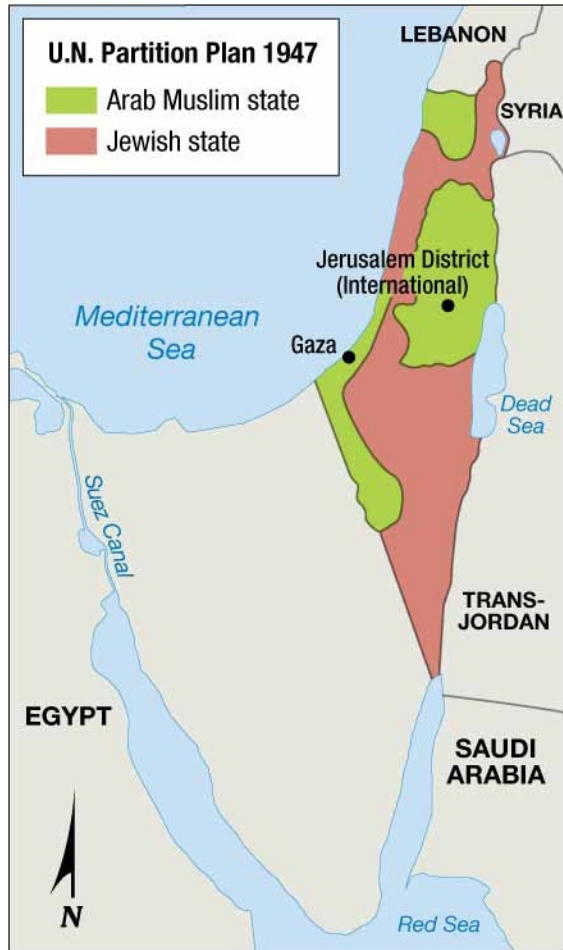 U.N. Partition Plan 1947
Arab Muslim state
Jewish state
LEBANON
SYRIA
Jerusalem District
(International)
Mediterranean
Sea
Gaza
Dead
Sea
Suez Canal
TRANS-
JORDAN
EGYPT
SAUDI
ARABIA
N
Red Sea